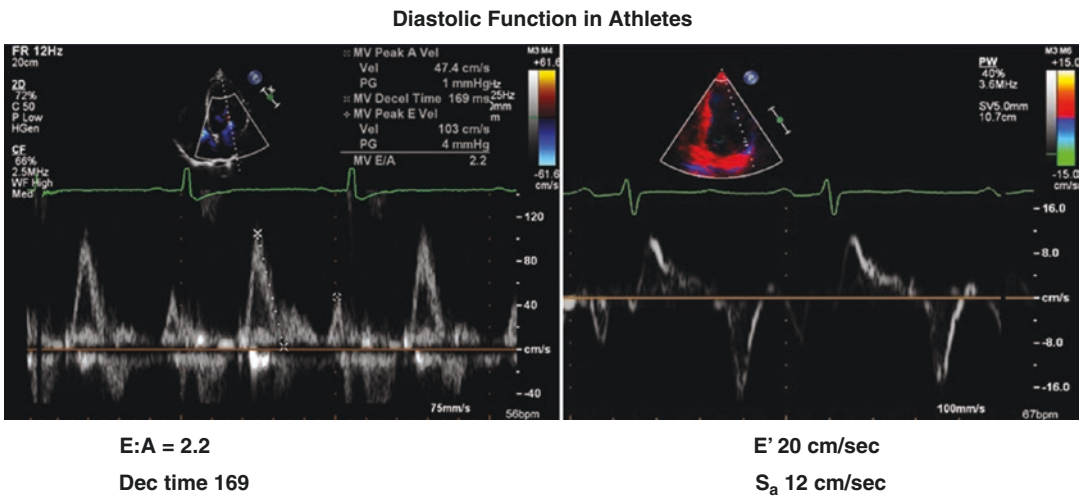 Diastolic Function in Athletes
FR 12Hz
20cm
2D
72%
C 50
P Low
HGen
CF
66%
2.5MHz
WF High
Med
MV Peak A Vel
Vel 47.4 cm/s
PG 1 mmHg
MV Decel Time 169 ms
MV Peak E Vel
Vel 103 cm/s
PG 4 mmHg
MV E/A 2.2
M3 M4
+61.6
-61.6
cm/s
120
80
40
cm/s
-40
75mm/s
56bpm
PW
40%
3.6MHz
SV5.0mm
10.7cm
M3 M6
+15.0
-15.0
cm/s
16.0
8.0
cm/s
-8.0
-16.0
100mm/s
67bpm
E:A = 2.2
Dec time 169
E’ 20 cm/sec
Sa 12 cm/sec